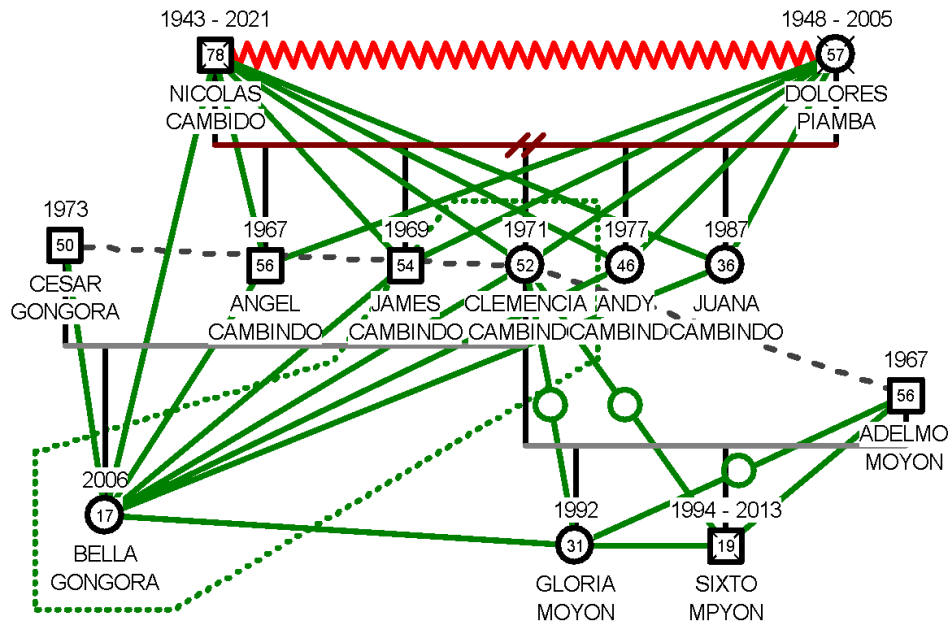 1943 - 2021
1948 - 2005
78
57
NICOLAS
CAMBIDO
DOLORES
PIAMBA
1973
50
CESAR
GONGORA
1967
56
ANGEL
CAMBINDO
1969
54
JAMES
CAMBINDO
1971
52
CLEMENCIA
CAMBINDO
1977
46
ANDY
CAMBINDO
1987
36
JUANA
CAMBINDO
1967
56
ADELMO
MOYON
2006
17
BELLA
GONGORA
1992
31
GLORIA
MOYON
1994 - 2013
19
SIXTO
MPYON